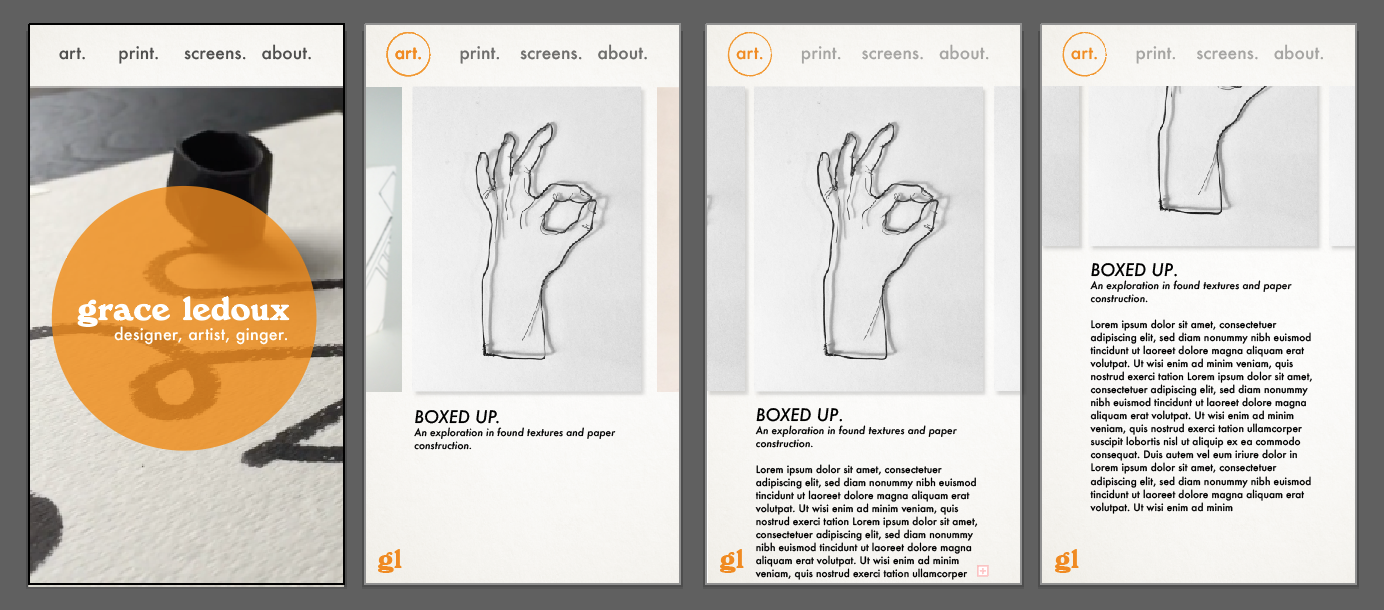 art. print. screens. about.
grace ledoux
designer, artist, ginger.
art. print. screens. about.
BOXED UP.
An exploration in found textures and paper
construction.
gl
art. print. screens. about.
BOXED UP.
An exploration in found textures and paper
construction.
Lorem ipsum dolor sit amet, consectetuer
adipiscing elit, sed diam nonummy nibh euismod
tincidunt ut laoreet dolore magna aliquam erat
volutpat. Ut wisi enim ad minim veniam, quis
nostrud exerci tation Lorem ipsum dolor sit amet,
consectetuer adipiscing elit, sed diam nonummy
nibh euismod tincidunt ut laoreet dolore magna
aliquam erat volutpat. Ut wisi enim ad minim
veniam, quis nostrud exerci tation ullamcorper
gl
art. print. screens. about.
BOXED UP.
An exploration in found textures and paper
construction.
Lorem ipsum dolor sit amet, consectetuer
adipiscing elit, sed diam nonummy nibh euismod
tincidunt ut laoreet dolore magna aliquam erat
volutpat. Ut wisi enim ad minim veniam, quis
nostrud exerci tation Lorem ipsum dolor sit amet,
consectetuer adipiscing elit, sed diam nonummy
nibh euismod tincidunt ut laoreet dolore magna
aliquam erat volutpat. Ut wisi enim ad minim
veniam, quis nostrud exerci tation ullamcorper
suscipit lobortis nisl ut aliquip ex ea commodo
consequat. Duis autem vel eum iriure dolor in
Lorem ipsum dolor sit amet, consectetuer
adipiscing elit, sed diam nonummy nibh euismod
tincidunt ut laoreet dolore magna aliquam erat
volutpat. Ut wisi enim ad minim
gl